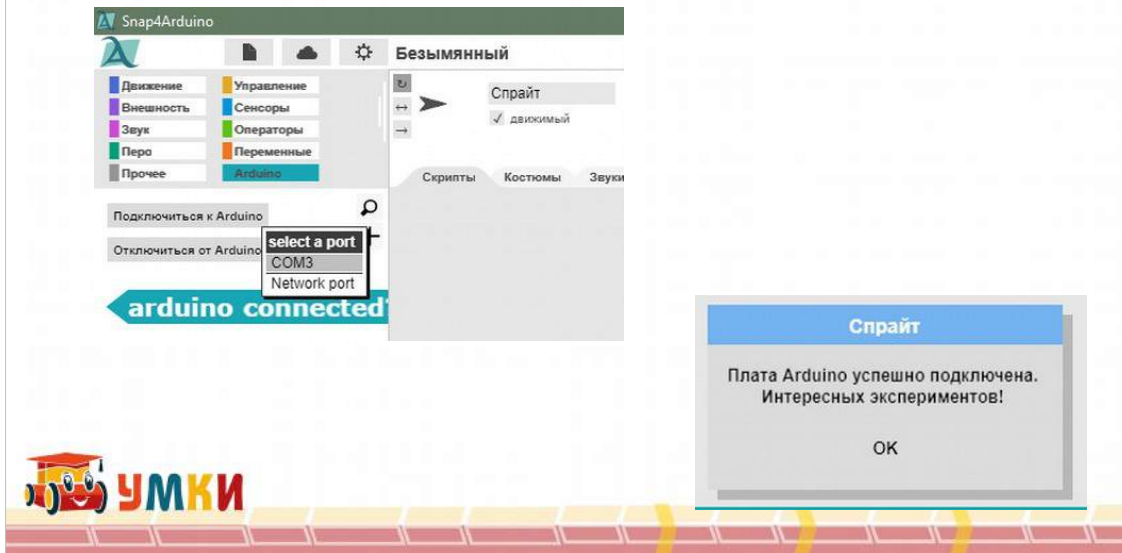 Snap4Arduino
Безымянный
Движение
Управление
Внешность
Сенсоры
Звук
Операторы
Перо
Переменные
Прочее
Arduino
Спрайт
движимый
Скрипты
Костюмы
Звуки
Подключиться к Arduino
Отключиться от Arduino
select a port
COM3
Network port
arduino connected?
Спрайт
Плата Arduino успешно подключена.
Интересных экспериментов!
OK
УМКИ